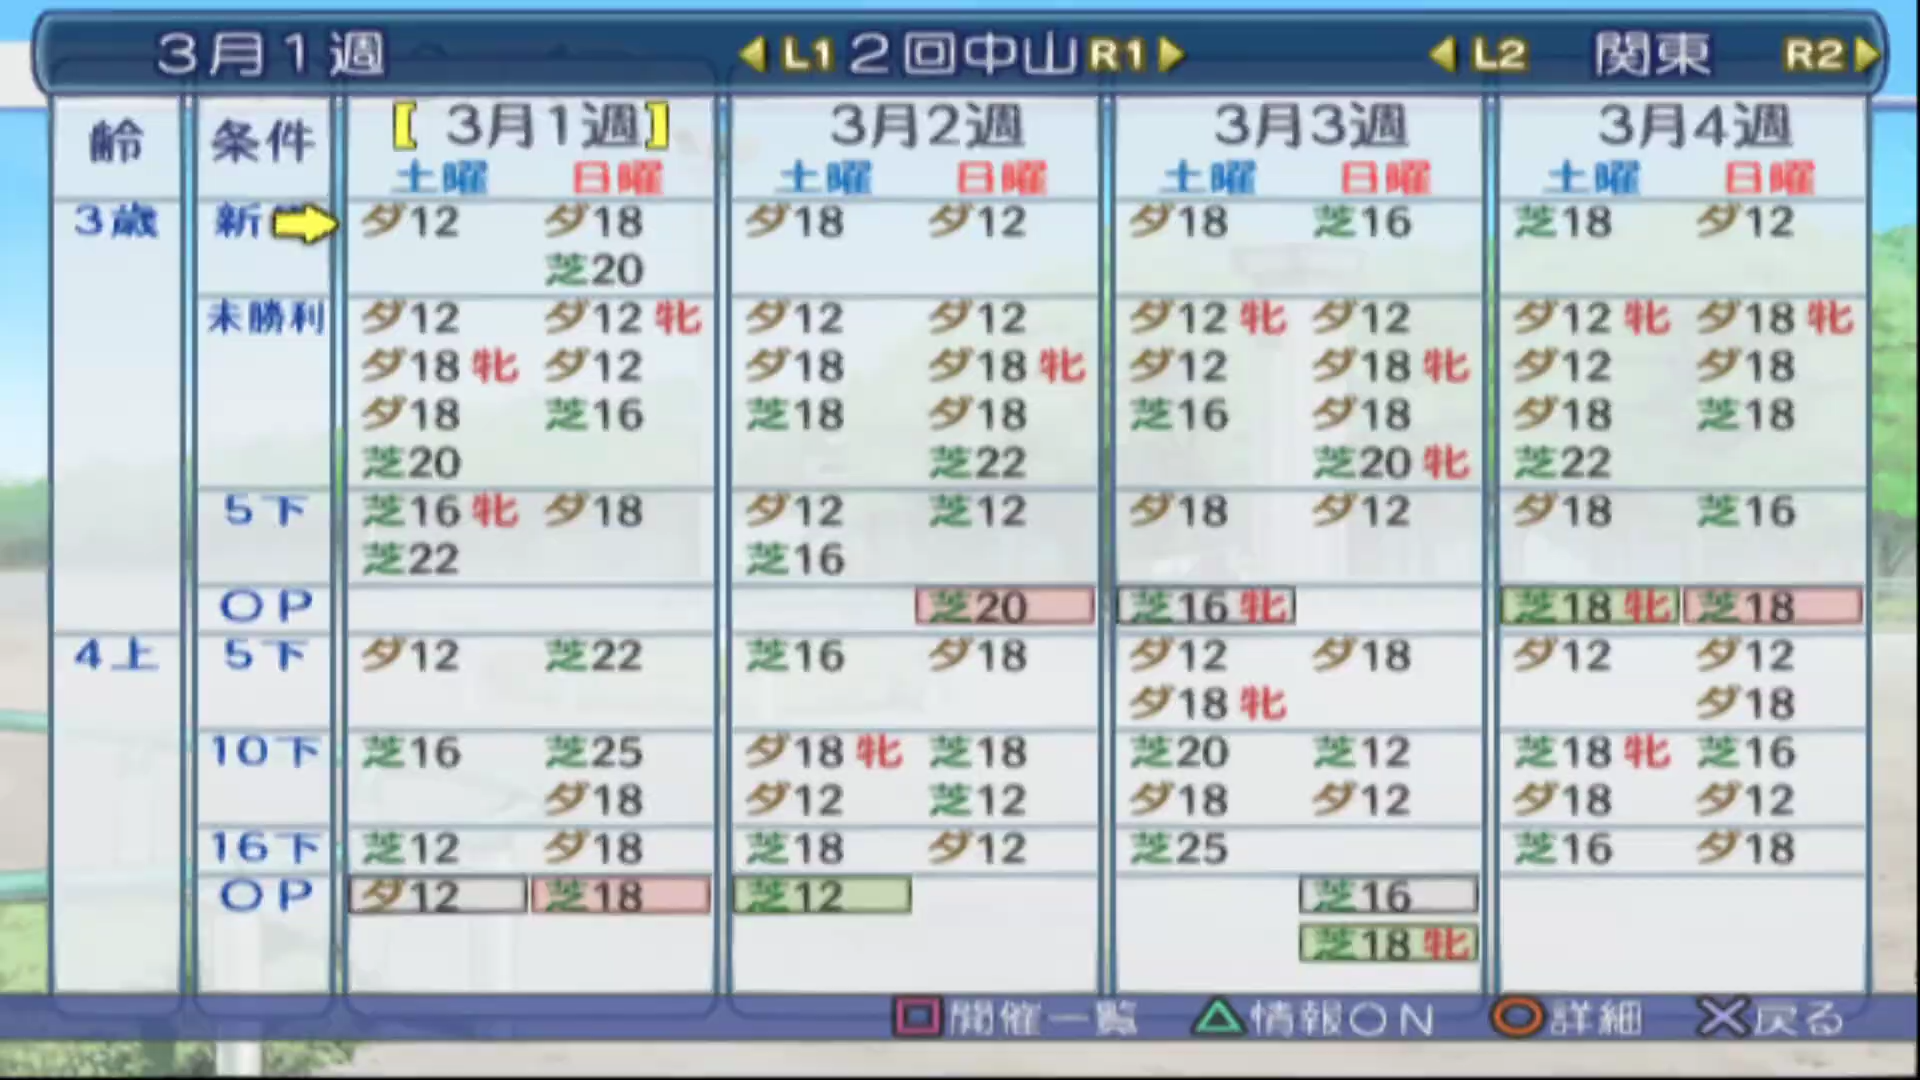 3月1週 L1 2回中山 R1 L2 関東 R2
齢 条件 【3月1週】 3月2週 3月3週 3月4週
土曜 日曜 土曜 日曜 土曜 日曜 土曜 日曜
3歳 新 ダ12 ダ18 ダ18 ダ12 ダ18 芝16 芝18 ダ12
芝20
未勝利 ダ12 ダ12 牝 ダ12 ダ12 ダ12 牝 ダ12 ダ12 牝 ダ18 牝
ダ18 牝 ダ12 ダ18 ダ18 牝 ダ12 ダ18 牝 ダ12 ダ18
ダ18 芝16 芝18 ダ18 芝16 ダ18 ダ18 芝18
芝20 芝22 芝20 牝 芝22
5下 芝16 牝 ダ18 ダ12 芝12 ダ18 ダ12 ダ18 芝16
芝22 芝16
OP 芝20 芝16 牝 芝18 牝 芝18
4上 5下 ダ12 芝22 芝16 ダ18 ダ12 ダ18 ダ12 ダ12
ダ18 牝 ダ18
10下 芝16 芝25 ダ18 牝 芝18 芝20 芝12 芝18 牝 芝16
ダ18 ダ12 芝12 ダ18 ダ12 ダ18 ダ12
16下 芝12 ダ18 芝18 ダ12 芝25 芝16 ダ18
OP ダ12 芝18 芝12 芝16
芝18 牝
□開催一覧 △情報ON ○詳細 ×戻る